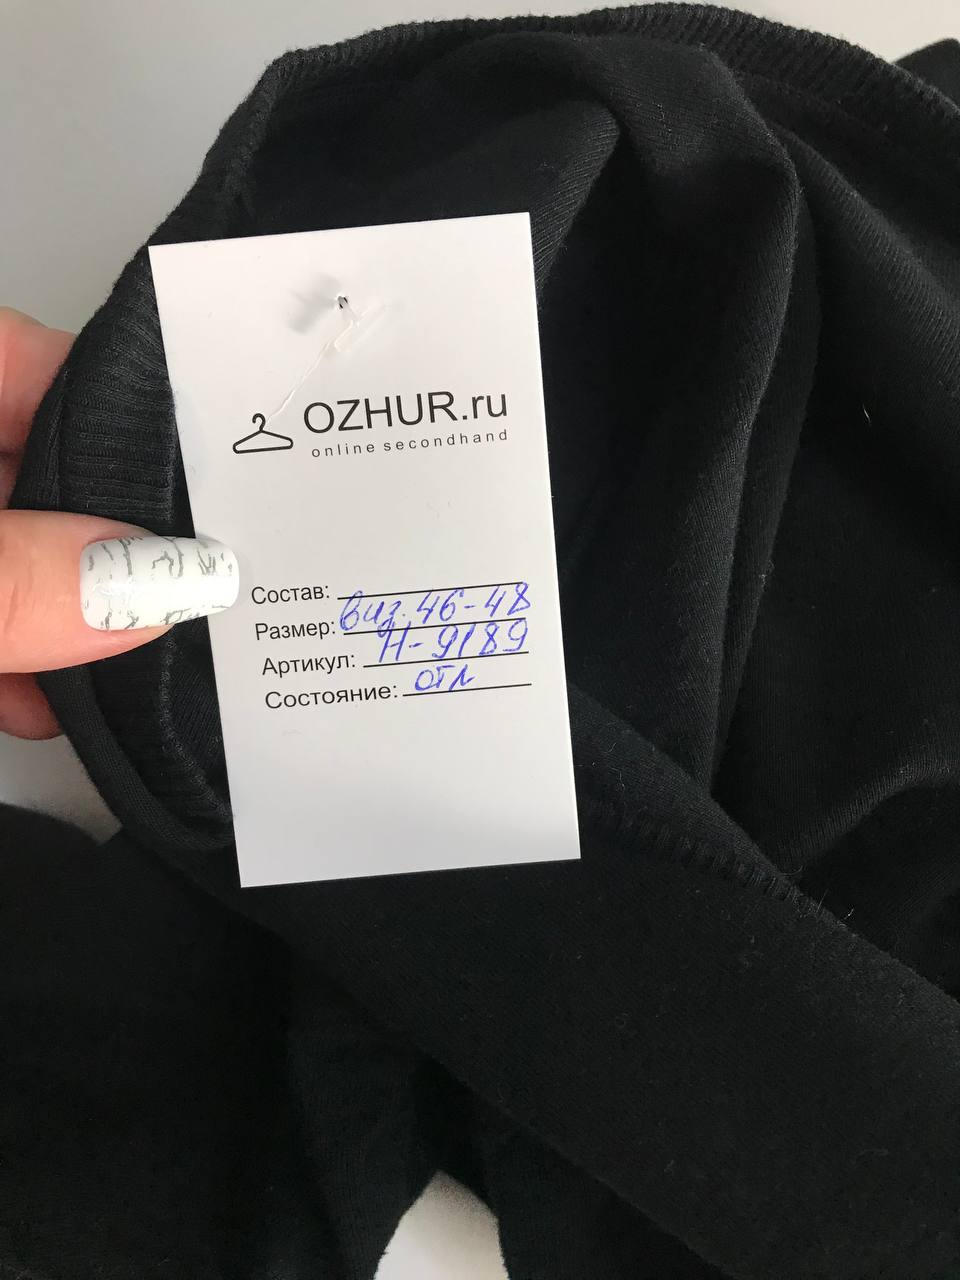 OZHUR.ru
online secondhand
Состав:
Размер: виз. 46-48
Артикул: Н-9189
Состояние: отл